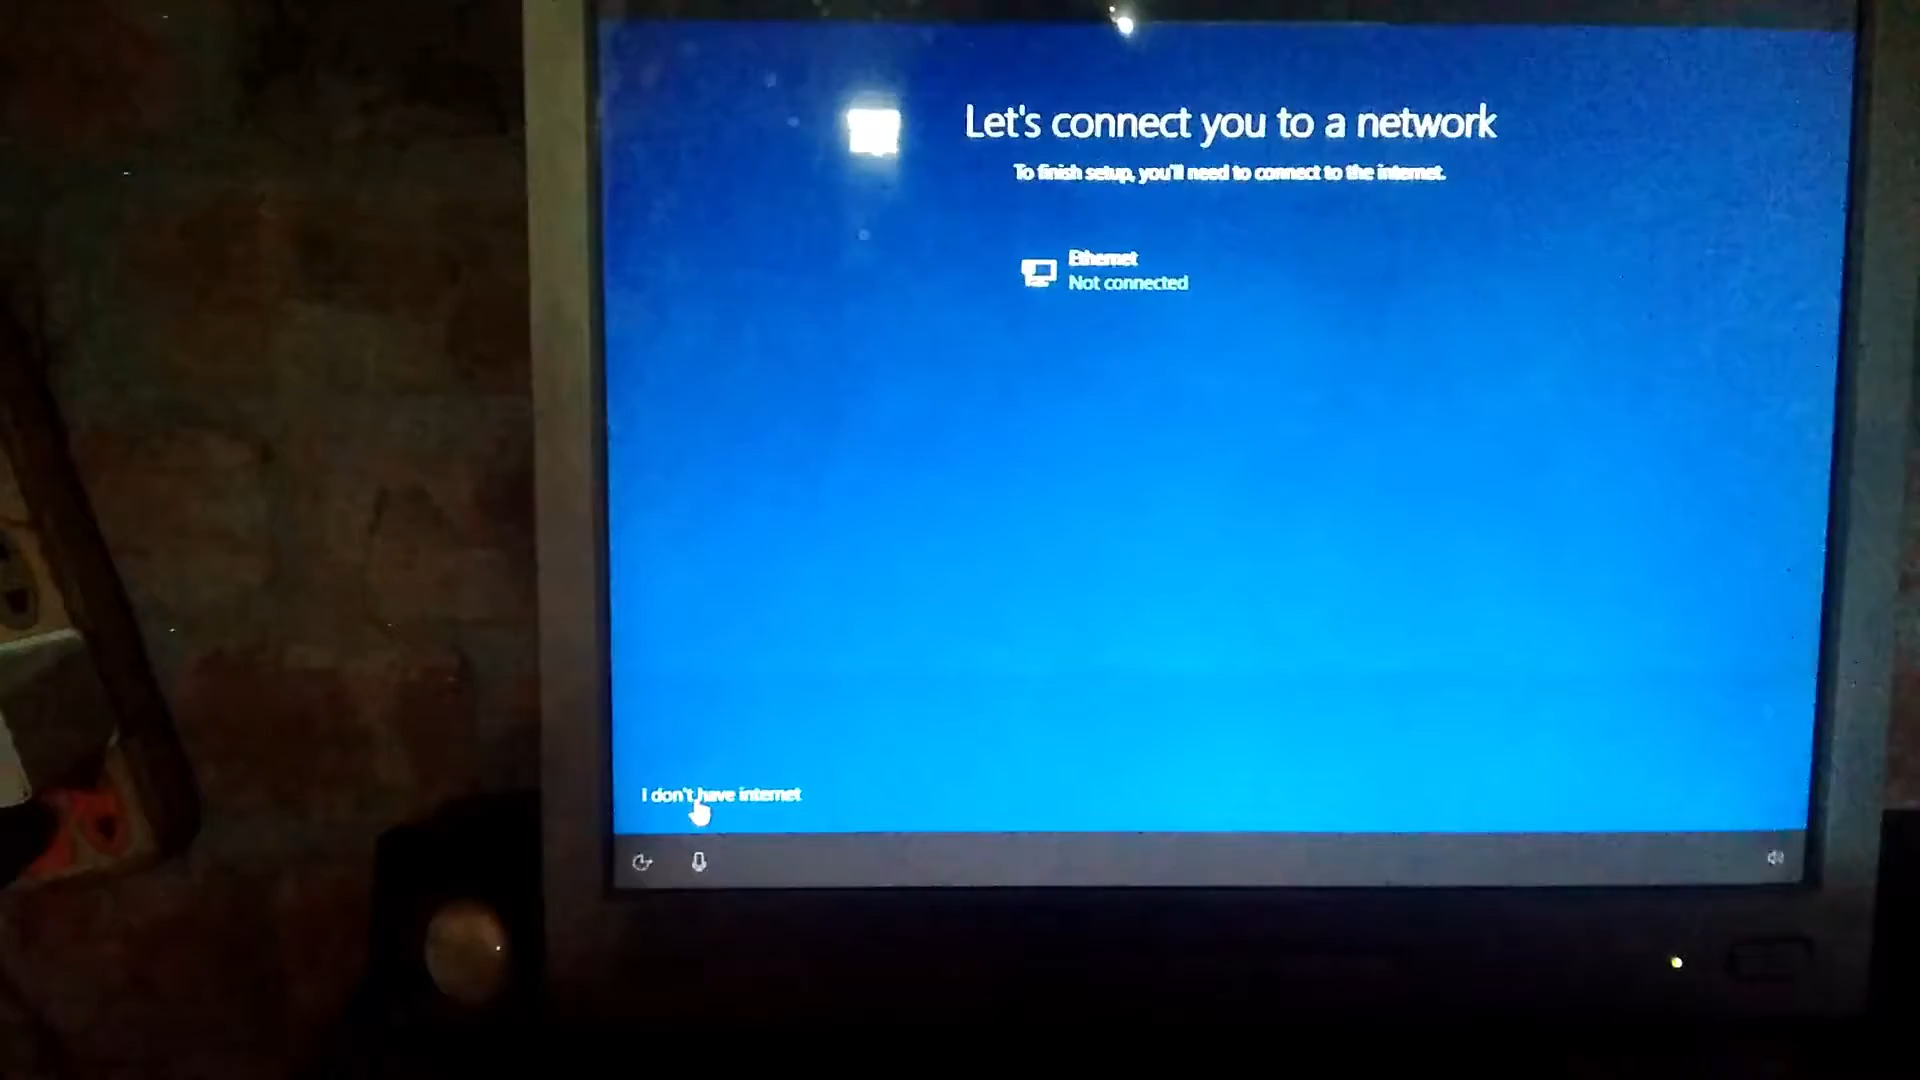 Let's connect you to a network
To finish setup, you'll need to connect to the internet.
Ethernet
Not connected
I don't have internet